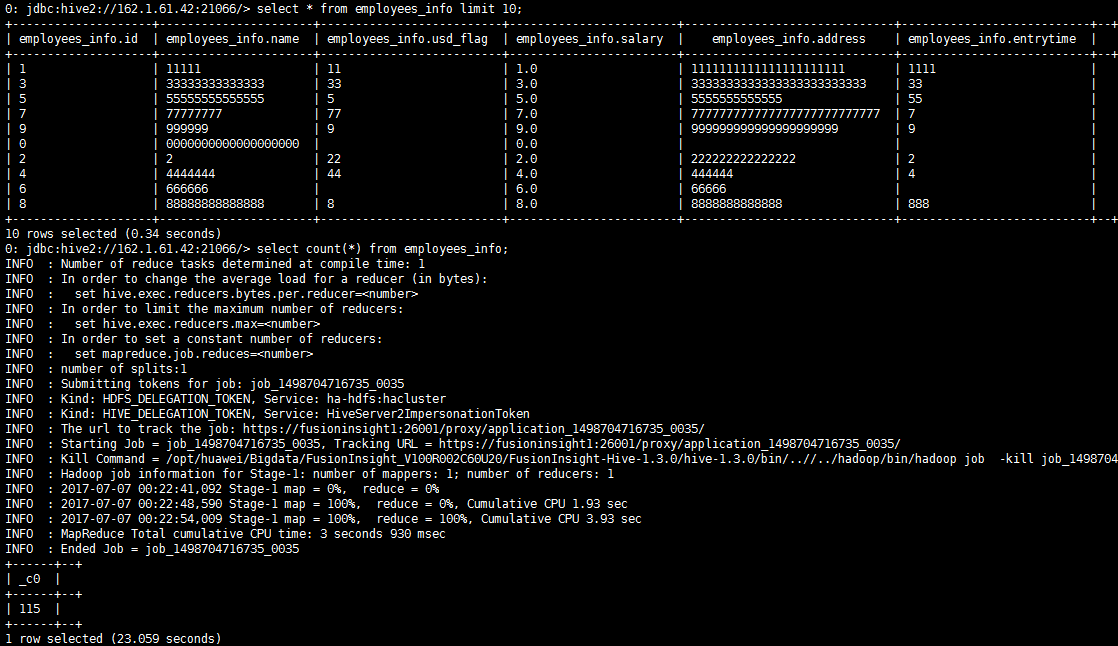 0: jdbc:hive2://162.1.61.42:21066/> select * from employees_info limit 10;
+--------------------+----------------------+--------------------------+------------------------+------------------------------+---------------------------+--+
| employees_info.id | employees_info.name | employees_info.usd_flag | employees_info.salary | employees_info.address | employees_info.entrytime |
+--------------------+----------------------+--------------------------+------------------------+------------------------------+---------------------------+--+
| 1 | 11111 | 11 | 1.0 | 1111111111111111111111 | 1111 |
| 3 | 33333333333333 | 33 | 3.0 | 3333333333333333333333333 | 33 |
| 5 | 55555555555555 | 5 | 5.0 | 5555555555555 | 55 |
| 7 | 77777777 | 77 | 7.0 | 777777777777777777777777777 | 7 |
| 9 | 999999 | 9 | 9.0 | 999999999999999999999 | 9 |
| 0 | 0000000000000000000 | | 0.0 | | |
| 2 | 2 | 22 | 2.0 | 222222222222222 | 2 |
| 4 | 4444444 | 44 | 4.0 | 444444 | 4 |
| 6 | 666666 | | 6.0 | 66666 | |
| 8 | 88888888888888 | 8 | 8.0 | 8888888888888 | 888 |
+--------------------+----------------------+--------------------------+------------------------+------------------------------+---------------------------+--+
10 rows selected (0.34 seconds)
0: jdbc:hive2://162.1.61.42:21066/> select count(*) from employees_info;
INFO : Number of reduce tasks determined at compile time: 1
INFO : In order to change the average load for a reducer (in bytes):
INFO : set hive.exec.reducers.bytes.per.reducer=<number>
INFO : In order to limit the maximum number of reducers:
INFO : set hive.exec.reducers.max=<number>
INFO : In order to set a constant number of reducers:
INFO : set mapreduce.job.reduces=<number>
INFO : number of splits:1
INFO : Submitting tokens for job: job_1498704716735_0035
INFO : Kind: HDFS_DELEGATION_TOKEN, Service: ha-hdfs:hacluster
INFO : Kind: HIVE_DELEGATION_TOKEN, Service: HiveServer2ImpersonationToken
INFO : The url to track the job: https://fusioninsight1:26001/proxy/application_1498704716735_0035/
INFO : Starting Job = job_1498704716735_0035, Tracking URL = https://fusioninsight1:26001/proxy/application_1498704716735_0035/
INFO : Kill Command = /opt/huawei/Bigdata/FusionInsight_V100R002C60U20/FusionInsight-Hive-1.3.0/hive-1.3.0/bin/..//../hadoop/bin/hadoop job -kill job_1498704
INFO : Hadoop job information for Stage-1: number of mappers: 1; number of reducers: 1
INFO : 2017-07-07 00:22:41,092 Stage-1 map = 0%, reduce = 0%
INFO : 2017-07-07 00:22:48,590 Stage-1 map = 100%, reduce = 0%, Cumulative CPU 1.93 sec
INFO : 2017-07-07 00:22:54,009 Stage-1 map = 100%, reduce = 100%, Cumulative CPU 3.93 sec
INFO : MapReduce Total cumulative CPU time: 3 seconds 930 msec
INFO : Ended Job = job_1498704716735_0035
+------+--+
| _c0 |
+------+--+
| 115 |
+------+--+
1 row selected (23.059 seconds)